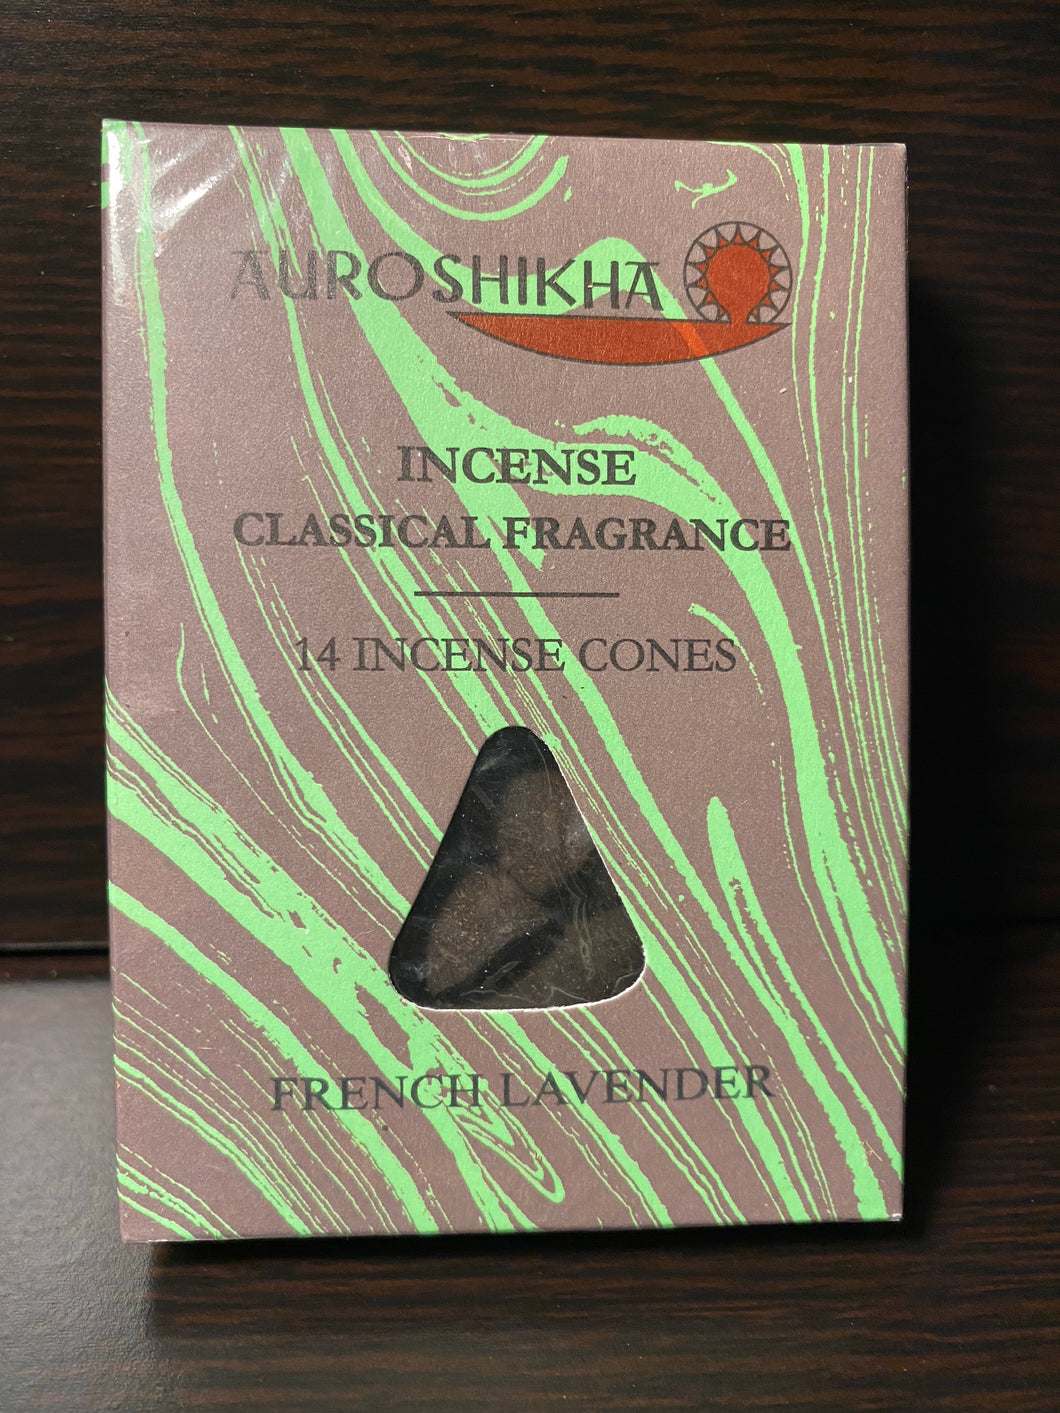 AUROSHIKHA
INCENSE
CLASSICAL FRAGRANCE
14 INCENSE CONES
FRENCH LAVENDER